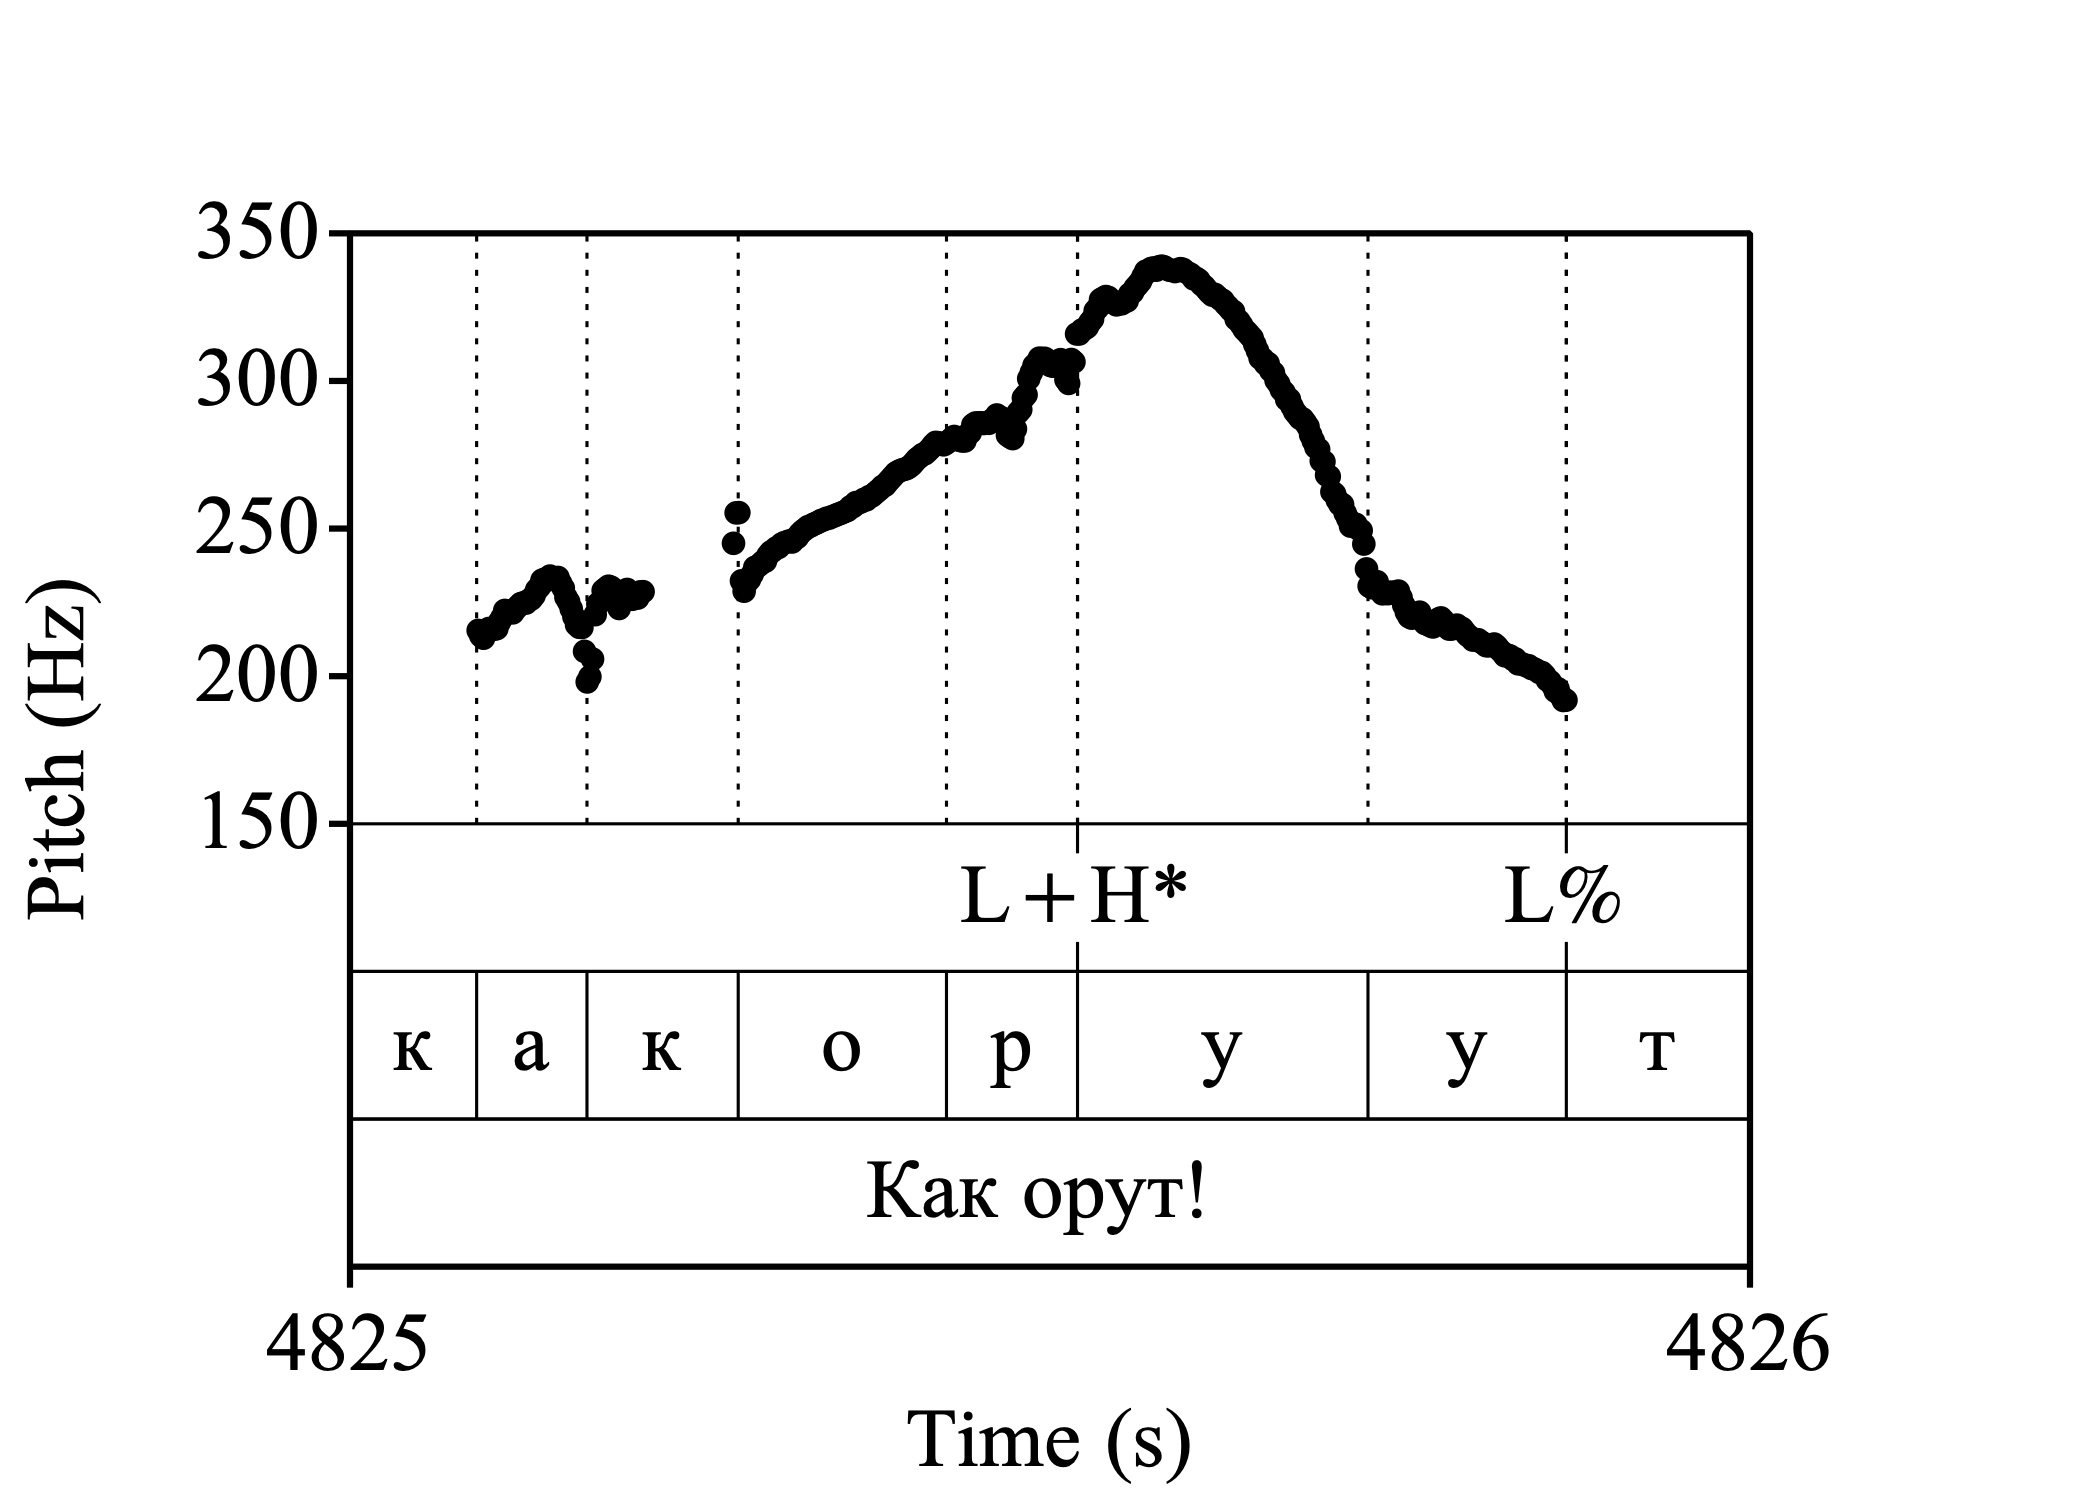 350
300
250
200
150
Pitch (Hz)
L+H* L%
к а к о р у у т
Как орут!
4825 4826
Time (s)